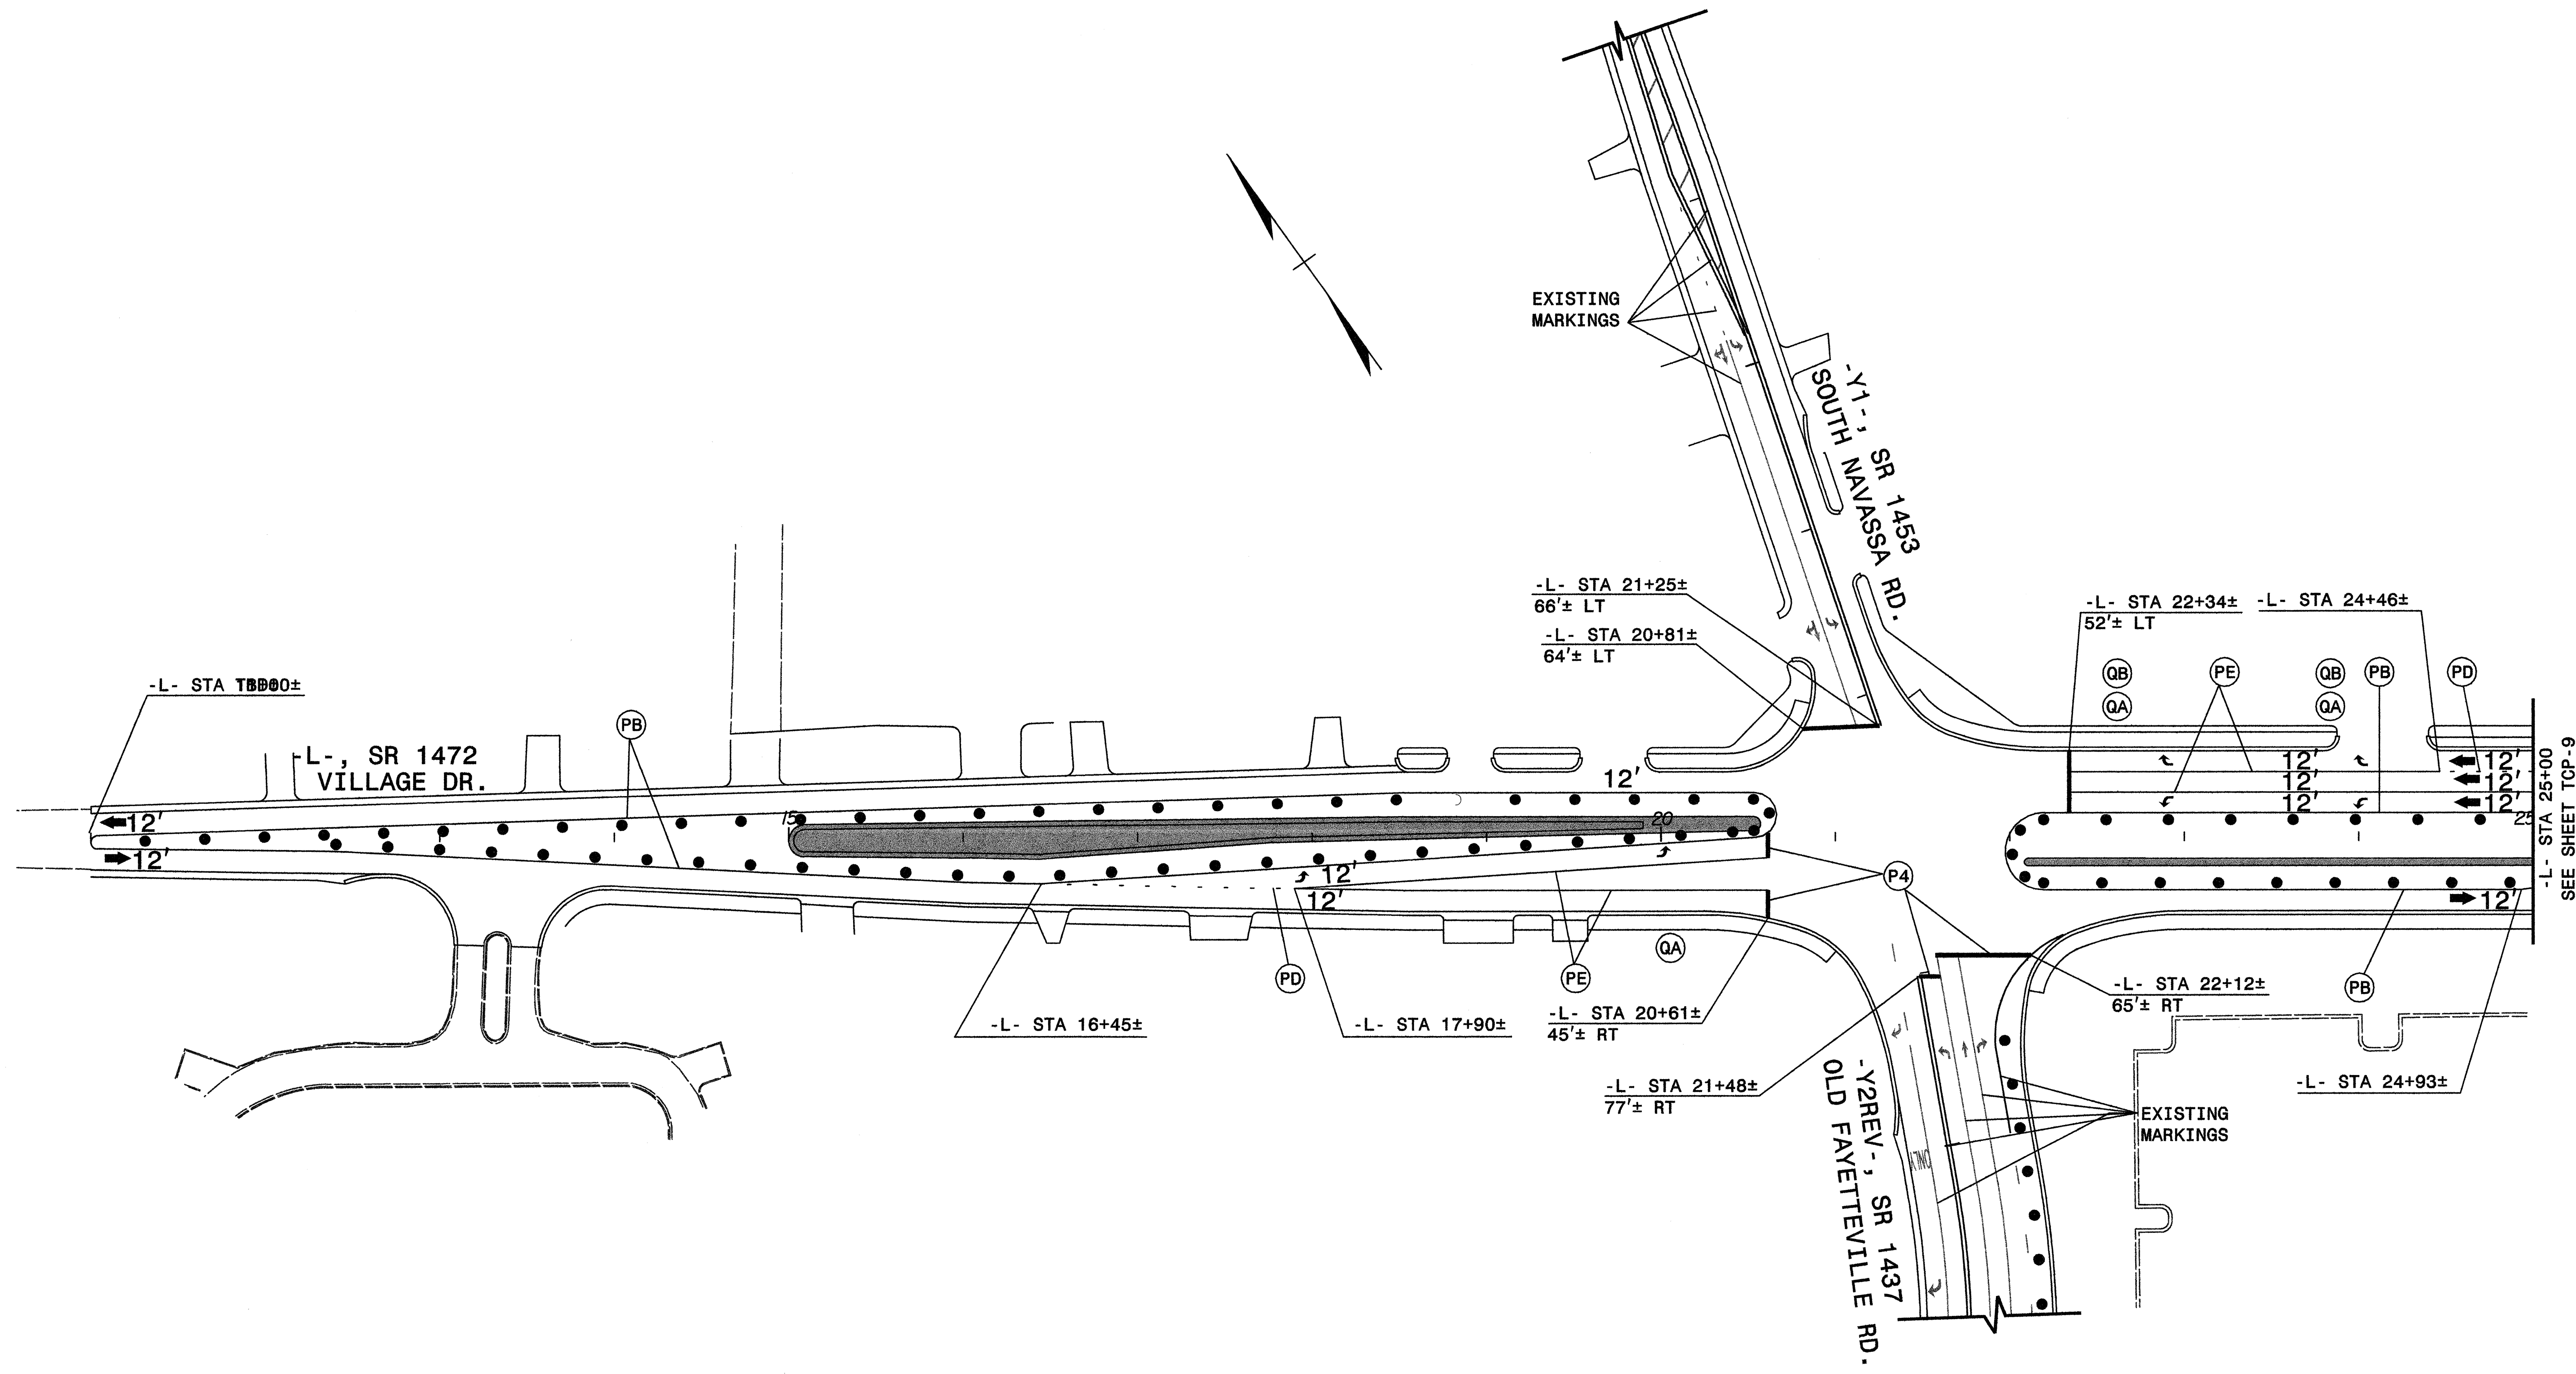 EXISTING
MARKINGS
-Y1-, SR 1453
SOUTH NAVASSA RD.
-L- STA 21+25±
66'± LT
-L- STA 20+81±
64'± LT
-L- STA 22+34±
52'± LT
-L- STA 24+46±
QB
QA
PE
QB
QA
PB
PD
-L- STA
PB
-L-, SR 1472
VILLAGE DR.
12'
12'
15
20
12'
12'
12'
12'
12'
12'
12'
12'
12'
12'
25
12'
-L- STA 25+00
SEE SHEET TCP-9
P4
PD
PE
QA
PB
-L- STA 16+45±
-L- STA 17+90±
-L- STA 20+61±
45'± RT
-L- STA 21+48±
77'± RT
-L- STA 22+12±
65'± RT
-L- STA 24+93±
EXISTING
MARKINGS
ONLY
-Y2REV-, SR 1437
OLD FAYETTEVILLE RD.